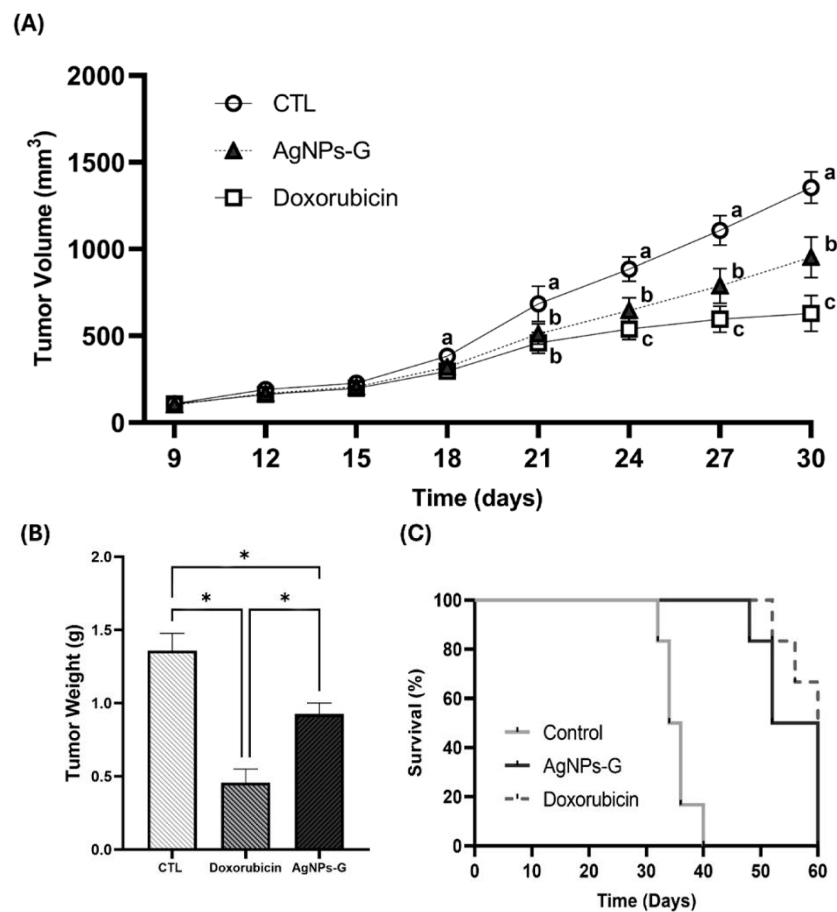 (A)
2000
1500
1000
500
0
Tumor Volume (mm³)
CTL
AgNPs-G
Doxorubicin
a
a
b
b
a
b
c
a
b
c
a
b
c
9 12 15 18 21 24 27 30
Time (days)
(B)
2.0
1.5
1.0
0.5
0.0
Tumor Weight (g)
*
* *
CTL Doxorubicin AgNPs-G
(C)
100
80
60
40
20
0
Survival (%)
Control
AgNPs-G
Doxorubicin
0 10 20 30 40 50 60
Time (Days)